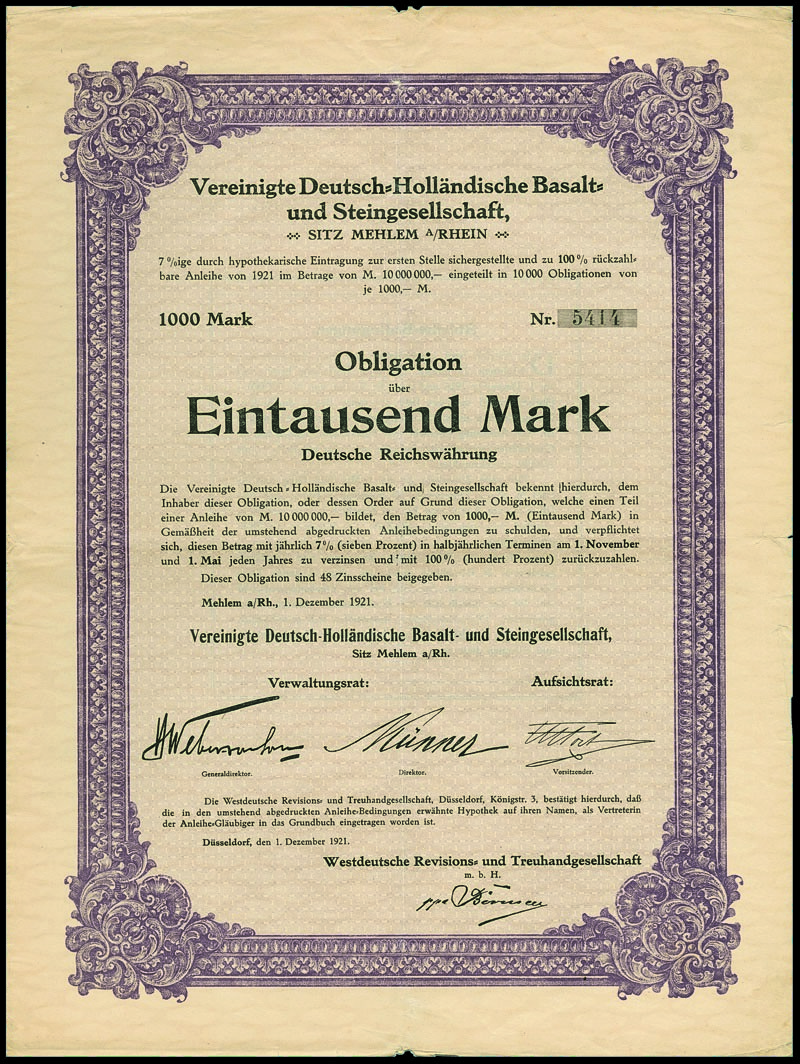 Vereinigte Deutsch-Holländische Basalt-
und Steingesellschaft,
SITZ MEHLEM A/RHEIN
7 %ige durch hypothekarische Eintragung zur ersten Stelle sichergestellte und zu 100 % rückzahl-
bare Anleihe von 1921 im Betrage von M. 10 000 000,— eingeteilt in 10 000 Obligationen von
je 1000,— M.
1000 Mark Nr. 5414
Obligation
über
Eintausend Mark
Deutsche Reichswährung
Die Vereinigte Deutsch-Holländische Basalt- und Steingesellschaft bekennt hierdurch, dem
Inhaber dieser Obligation, oder dessen Order auf Grund dieser Obligation, welche einen Teil
einer Anleihe von M. 10 000 000,— bildet, den Betrag von 1000,— M. (Eintausend Mark) in
Gemäßheit der umstehend abgedruckten Anleihebedingungen zu schulden, und verpflichtet
sich, diesen Betrag mit jährlich 7% (sieben Prozent) in halbjährlichen Terminen am 1. November
und 1. Mai jeden Jahres zu verzinsen und mit 100 % (hundert Prozent) zurückzuzahlen.
Dieser Obligation sind 48 Zinsscheine beigegeben.
Mehlem a/Rh., 1. Dezember 1921.
Vereinigte Deutsch-Holländische Basalt- und Steingesellschaft,
Sitz Mehlem a/Rh.
Verwaltungsrat: Aufsichtsrat:
Generaldirektor. Direktor. Vorsitzender.
Die Westdeutsche Revisions- und Treuhandgesellschaft, Düsseldorf, Königstr. 3, bestätigt hierdurch, daß
die in den umstehend abgedruckten Anleihe-Bedingungen erwähnte Hypothek auf ihren Namen, als Vertreterin
der Anleihe-Gläubiger in das Grundbuch eingetragen worden ist.
Düsseldorf, den 1. Dezember 1921.
Westdeutsche Revisions- und Treuhandgesellschaft
m. b. H.
ppa